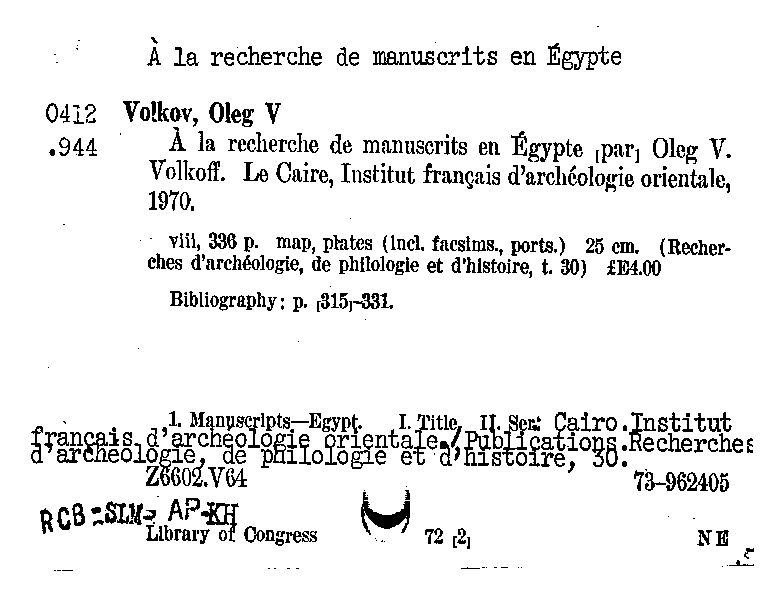 À la recherche de manuscrits en Égypte
0412 Volkov, Oleg V
.944 À la recherche de manuscrits en Égypte [par] Oleg V.
Volkoff. Le Caire, Institut français d'archéologie orientale,
1970.
viii, 336 p. map, plates (incl. facsims., ports.) 25 cm. (Recher-
ches d'archéologie, de philologie et d'histoire, t. 30) £E4.00
Bibliography: p. [315]-331.
1. Manuscripts—Egypt. I. Title. II. Ser: Cairo.Institut
français d'archeologie orientale./Publications.Recherches
d'archeologie, de philologie et d'histoire, 30.
Z6602.V64 73-962405
RCB-SLM- AP-KH
Library of Congress 72 [2] NE
.5